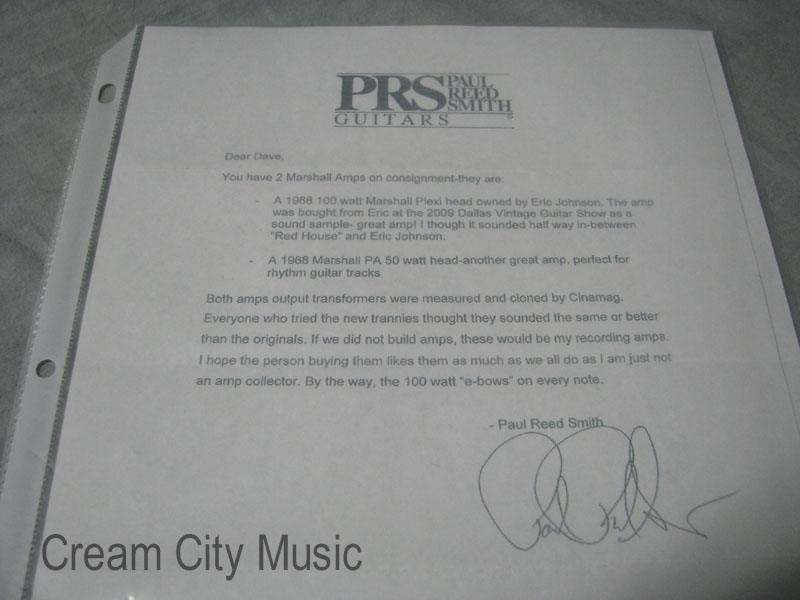 PRS PAUL REED SMITH
GUITARS
Dear Dave,
You have 2 Marshall Amps on consignment-they are:
- A 1968 100 watt Marshall Plexi head owned by Eric Johnson. The amp
was bought from Eric at the 2009 Dallas Vintage Guitar Show as a
sound sample- great amp! I though it sounded half way in-between
"Red House" and Eric Johnson.
- A 1968 Marshall PA 50 watt head-another great amp, perfect for
rhythm guitar tracks
Both amps output transformers were measured and cloned by Cinamag.
Everyone who tried the new trannies thought they sounded the same or better
than the originals. If we did not build amps, these would be my recording amps.
I hope the person buying them likes them as much as we all do as I am just not
an amp collector. By the way, the 100 watt "e-bows" on every note.
- Paul Reed Smith
Cream City Music